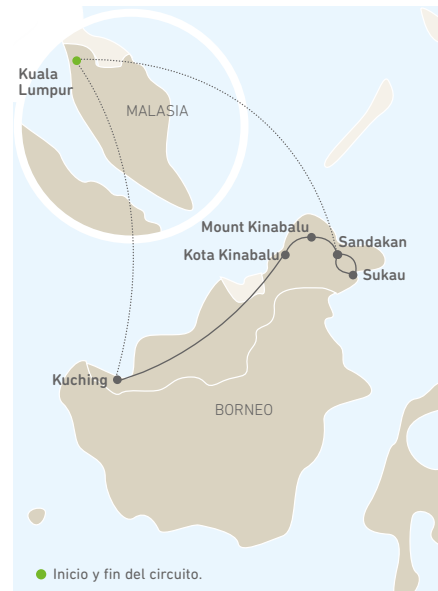 Kuala
Lumpur
MALASIA
Mount Kinabalu
Kota Kinabalu
Sandakan
Sukau
Kuching
BORNEO
Inicio y fin del circuito.